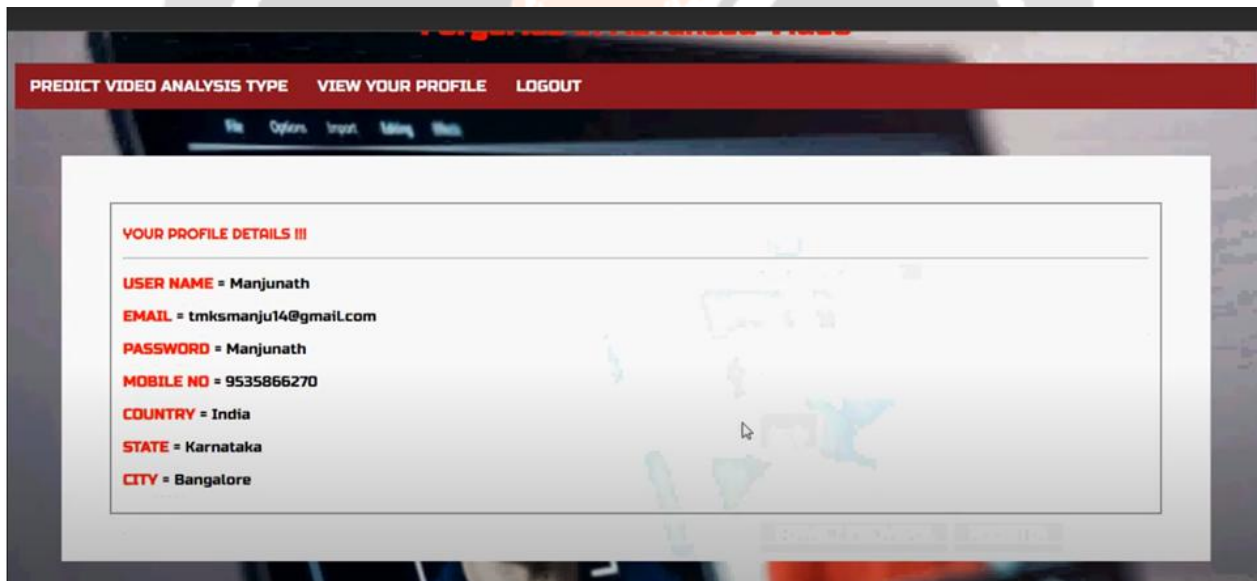 PREDICT VIDEO ANALYSIS TYPE VIEW YOUR PROFILE LOGOUT
File Options Import Editing
YOUR PROFILE DETAILS !!!
USER NAME = Manjunath
EMAIL = tmksmanju14@gmail.com
PASSWORD = Manjunath
MOBILE NO = 9535866270
COUNTRY = India
STATE = Karnataka
CITY = Bangalore